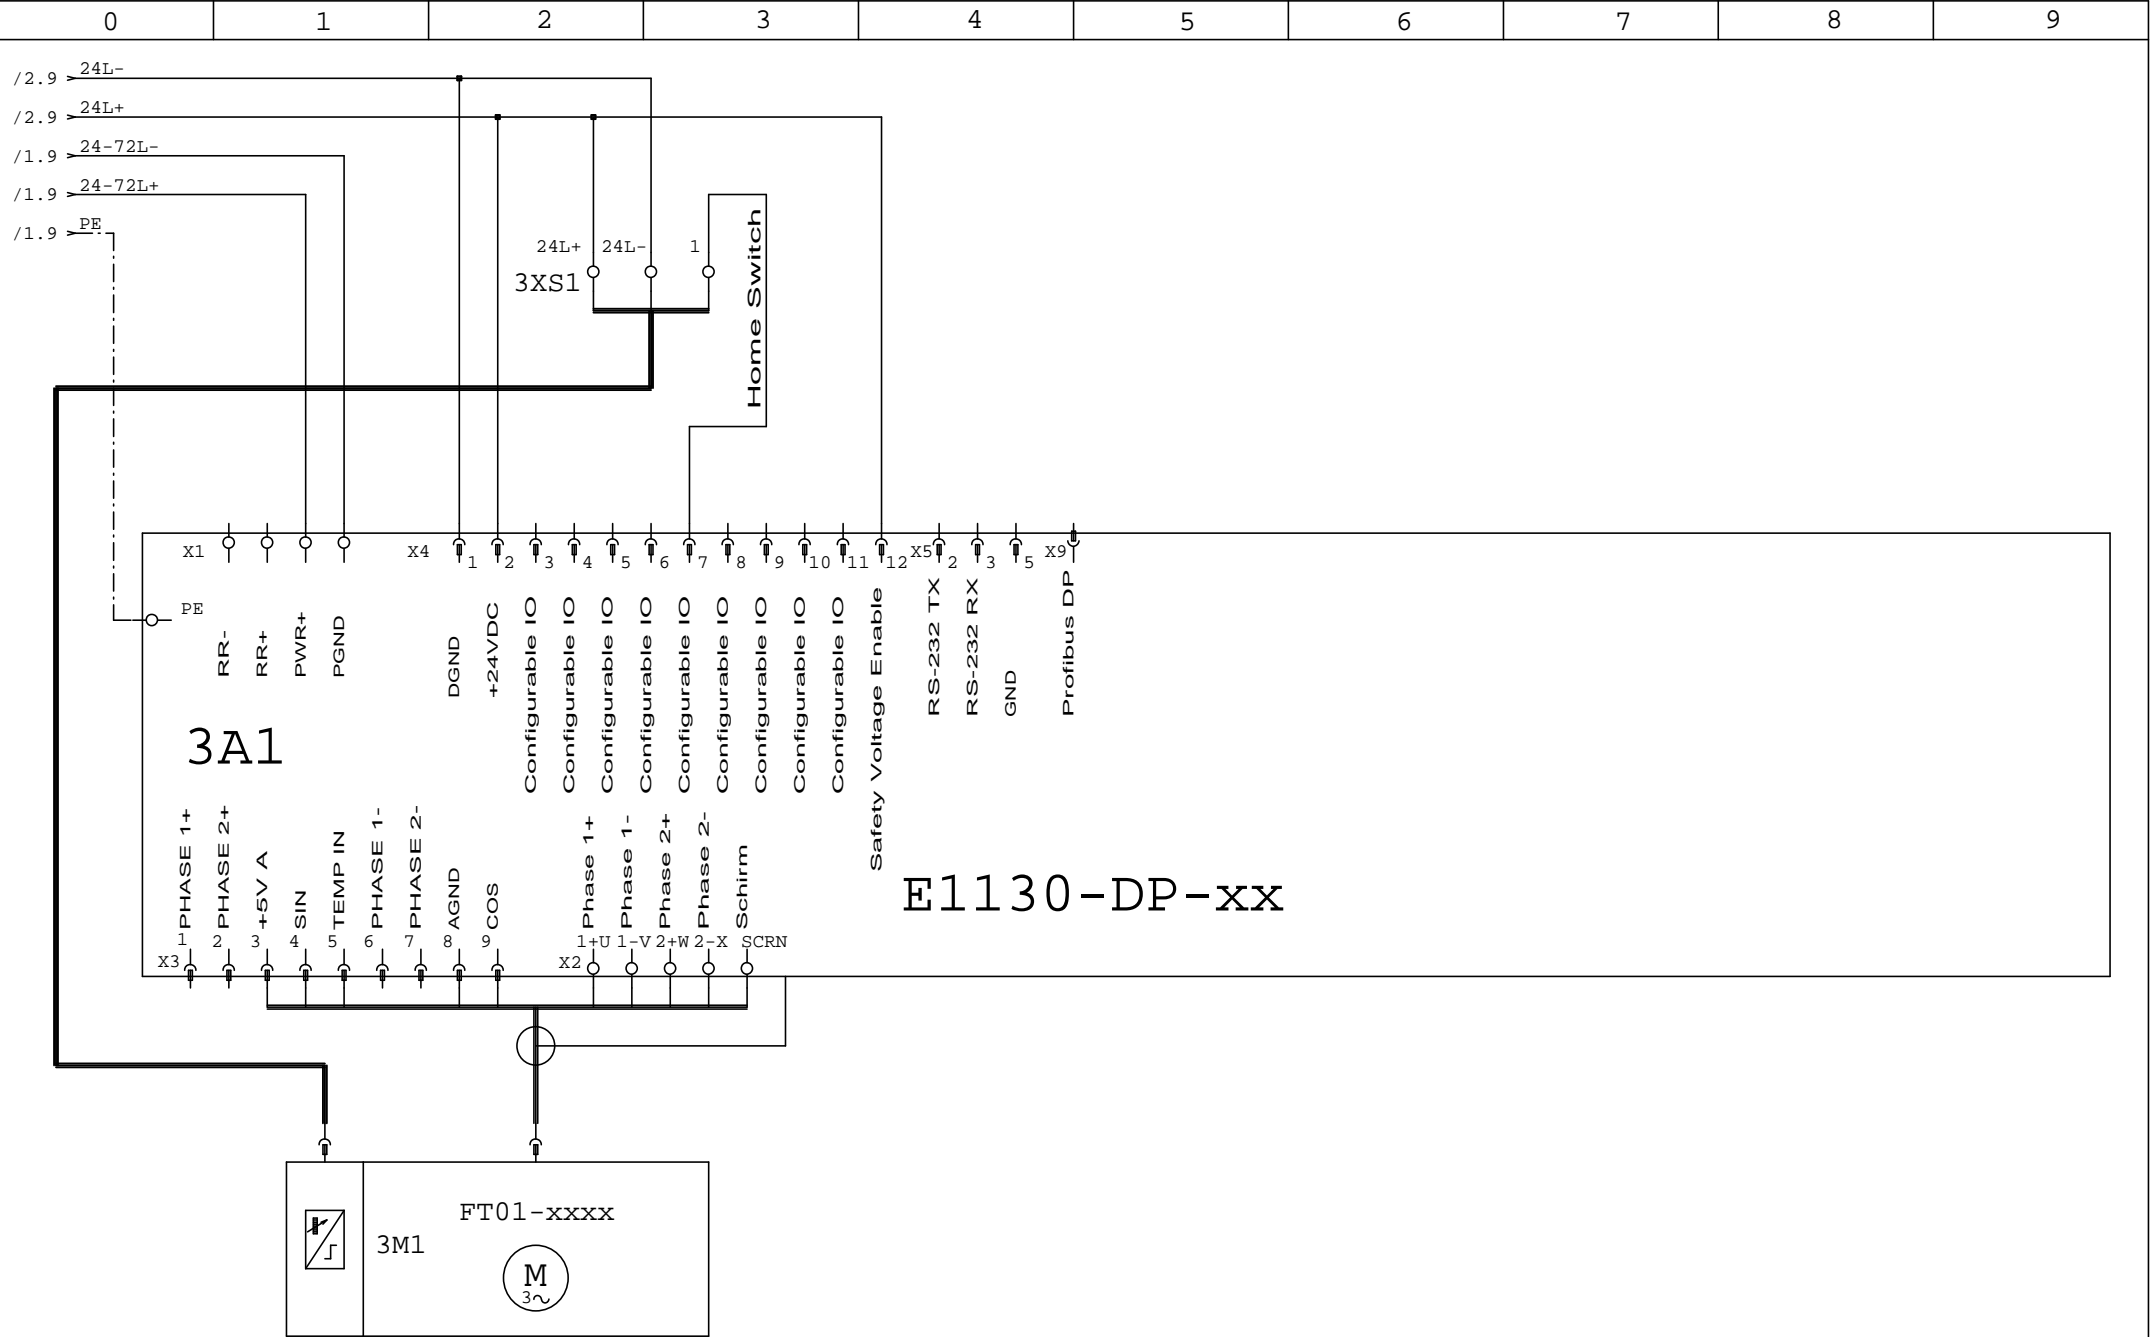 0 1 2 3 4 5 6 7 8 9
/2.9 24L-
/2.9 24L+
/1.9 24-72L-
/1.9 24-72L+
/1.9 PE
24L+ 24L- 1
3XS1
Home Switch
X1 X4 1 2 3 4 5 6 7 8 9 10 11 12 X5 2 3 5 X9
PE
RR-
RR+
PWR+
PGND
DGND
+24VDC
Configurable IO
Configurable IO
Configurable IO
Configurable IO
Configurable IO
Configurable IO
Configurable IO
Configurable IO
Configurable IO
Safety Voltage Enable
RS-232 TX
RS-232 RX
GND
Profibus DP
3A1
E1130-DP-xx
PHASE 1+
PHASE 2+
+5V A
SIN
TEMP IN
PHASE 1-
PHASE 2-
AGND
COS
Phase 1+
Phase 1-
Phase 2+
Phase 2-
Schirm
1 2 3 4 5 6 7 8 9 1+U 1-V 2+W 2-X SCRN
X3 X2
FT01-xxxx
3M1
M
3~